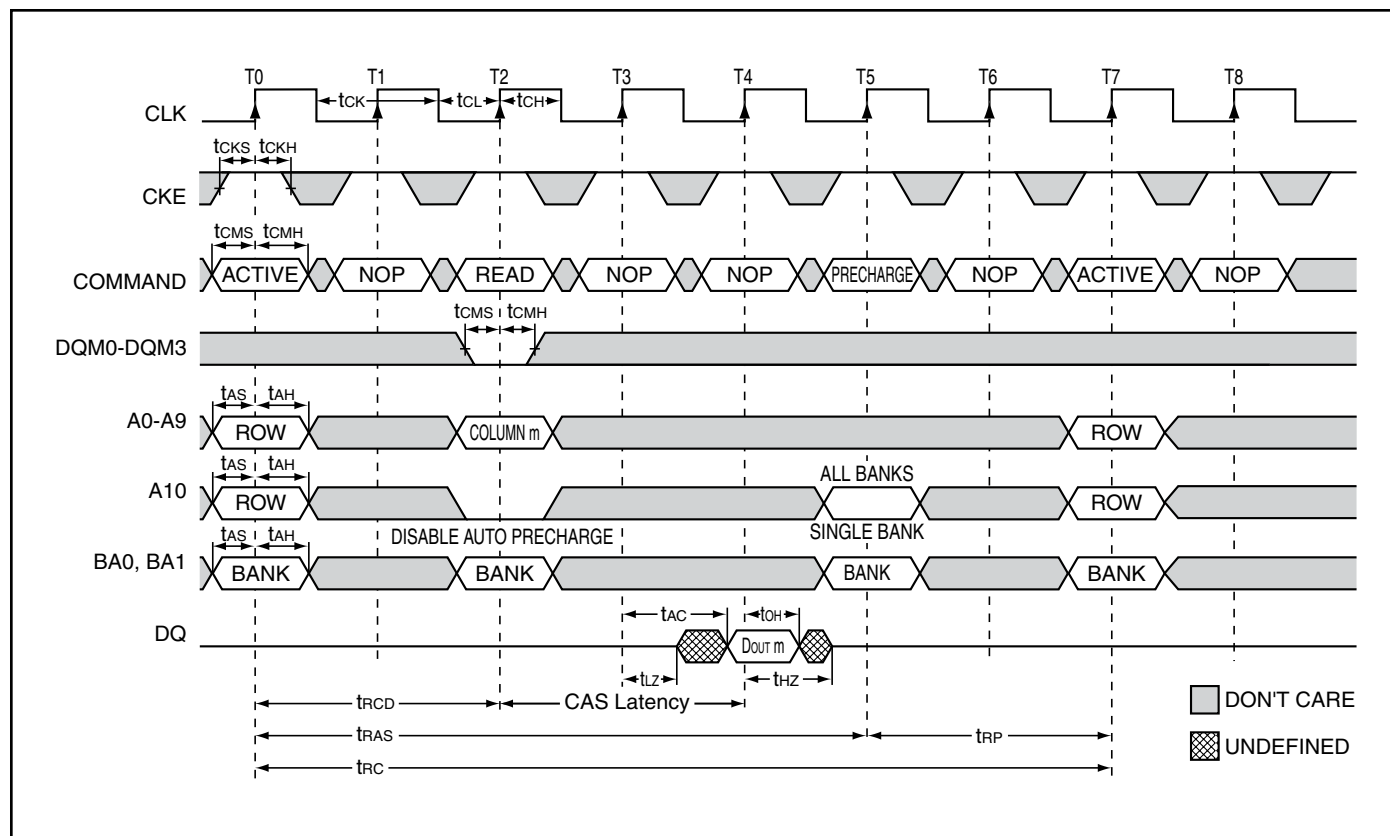 T0 T1 T2 T3 T4 T5 T6 T7 T8
CLK tCK tCL tCH
tCKS tCKH
CKE
tCMS tCMH
COMMAND ACTIVE NOP READ NOP NOP PRECHARGE NOP ACTIVE NOP
tCMS tCMH
DQM0-DQM3
tAS tAH
A0-A9 ROW COLUMN m ROW
tAS tAH ALL BANKS
A10 ROW ROW
tAS tAH DISABLE AUTO PRECHARGE SINGLE BANK
BA0, BA1 BANK BANK BANK BANK
tAC tOH
DQ DOUT m
tLZ tHZ
tRCD CAS Latency DON'T CARE
tRAS tRP UNDEFINED
tRC